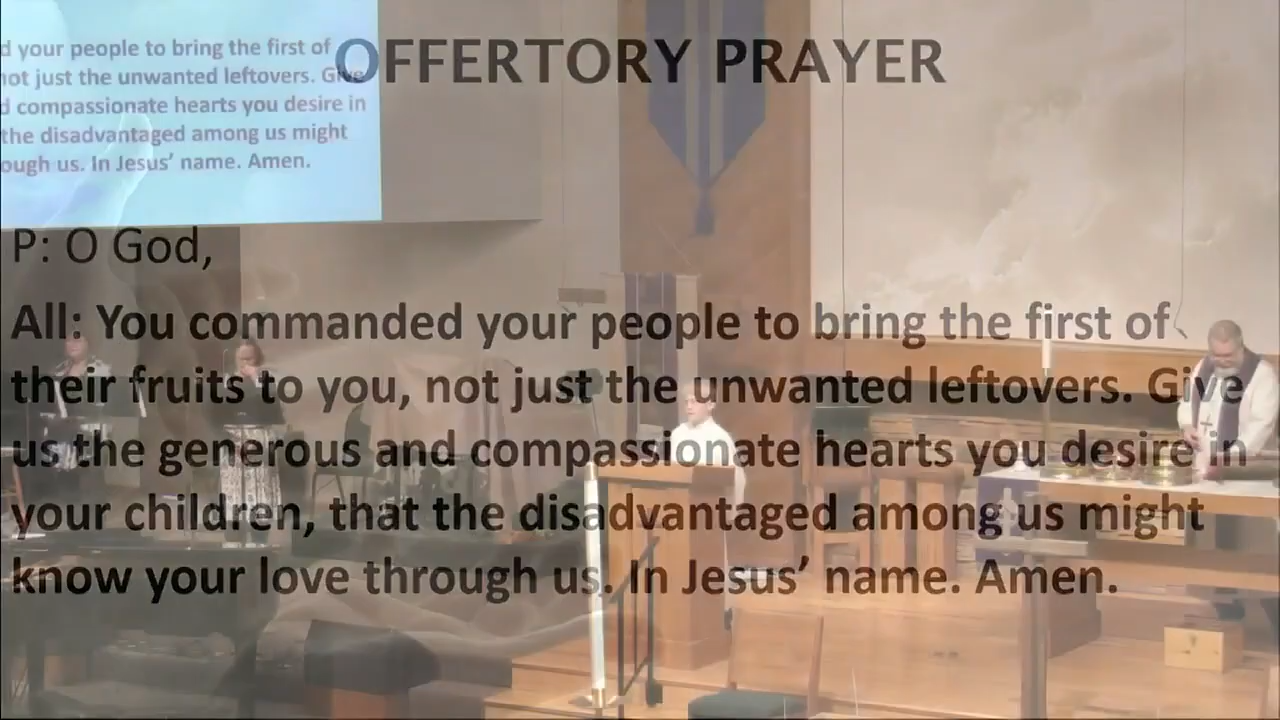 OFFERTORY PRAYER
d your people to bring the first of
not just the unwanted leftovers. Give
d compassionate hearts you desire in
the disadvantaged among us might
ough us. In Jesus’ name. Amen.
P: O God,
All: You commanded your people to bring the first of
their fruits to you, not just the unwanted leftovers. Give
us the generous and compassionate hearts you desire in
your children, that the disadvantaged among us might
know your love through us. In Jesus’ name. Amen.